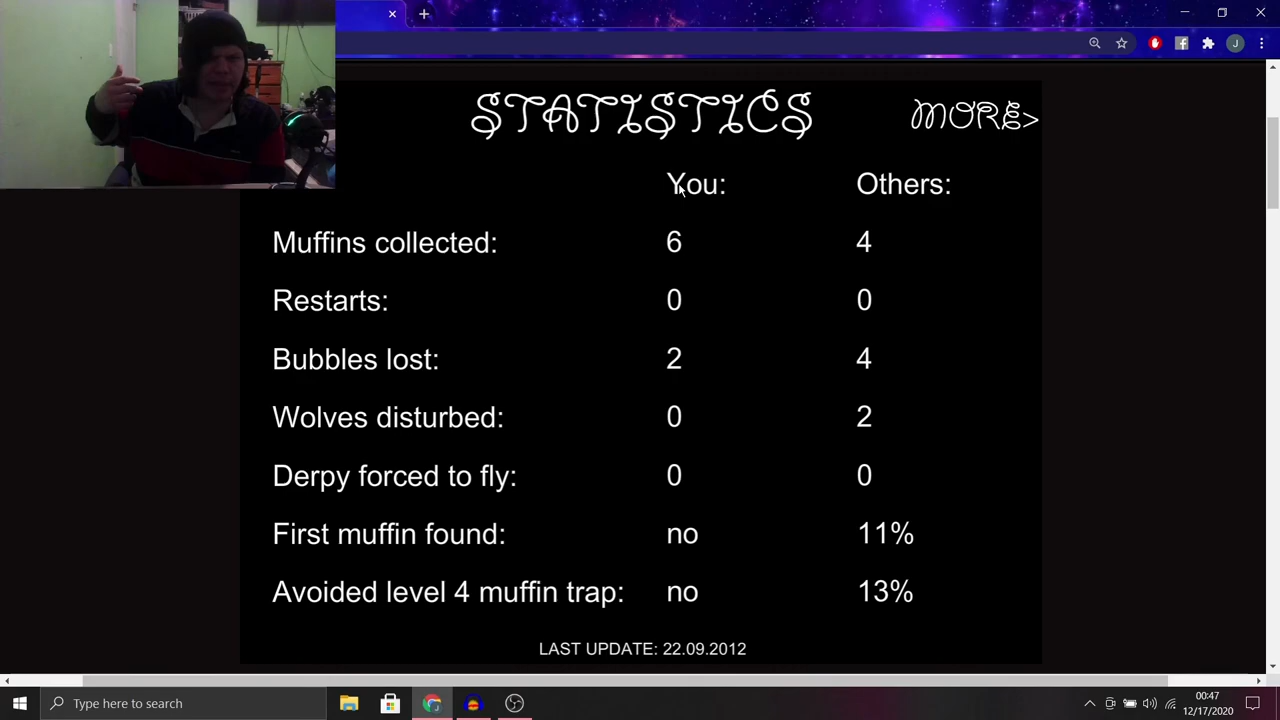 STATISTICS
MORE>
You: Others:
Muffins collected: 6 4
Restarts: 0 0
Bubbles lost: 2 4
Wolves disturbed: 0 2
Derpy forced to fly: 0 0
First muffin found: no 11%
Avoided level 4 muffin trap: no 13%
LAST UPDATE: 22.09.2012
Type here to search
00:47
12/17/2020
J